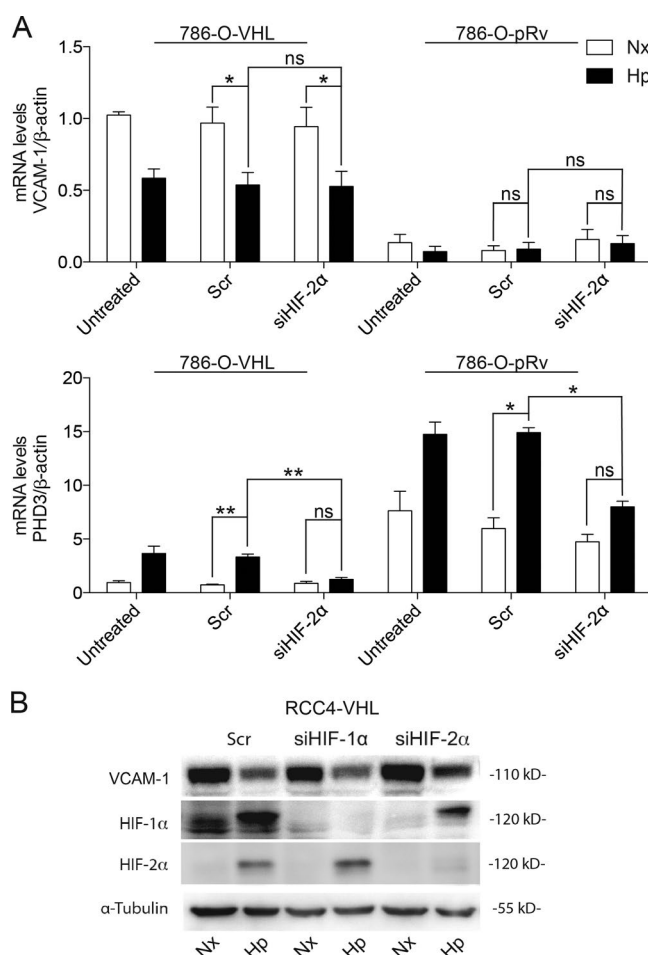 A
786-O-VHL
786-O-pRv
Nx
Hp
mRNA levels
VCAM-1/β-actin
1.5
1.0
0.5
0.0
ns
*
*
ns
ns
ns
Untreated
Scr
siHIF-2α
Untreated
Scr
siHIF-2α
786-O-VHL
786-O-pRv
mRNA levels
PHD3/β-actin
20
15
10
5
0
**
**
ns
*
*
ns
Untreated
Scr
siHIF-2α
Untreated
Scr
siHIF-2α
B
RCC4-VHL
Scr siHIF-1α siHIF-2α
VCAM-1 -110 kD-
HIF-1α -120 kD-
HIF-2α -120 kD-
α-Tubulin -55 kD-
Nx Hp Nx Hp Nx Hp